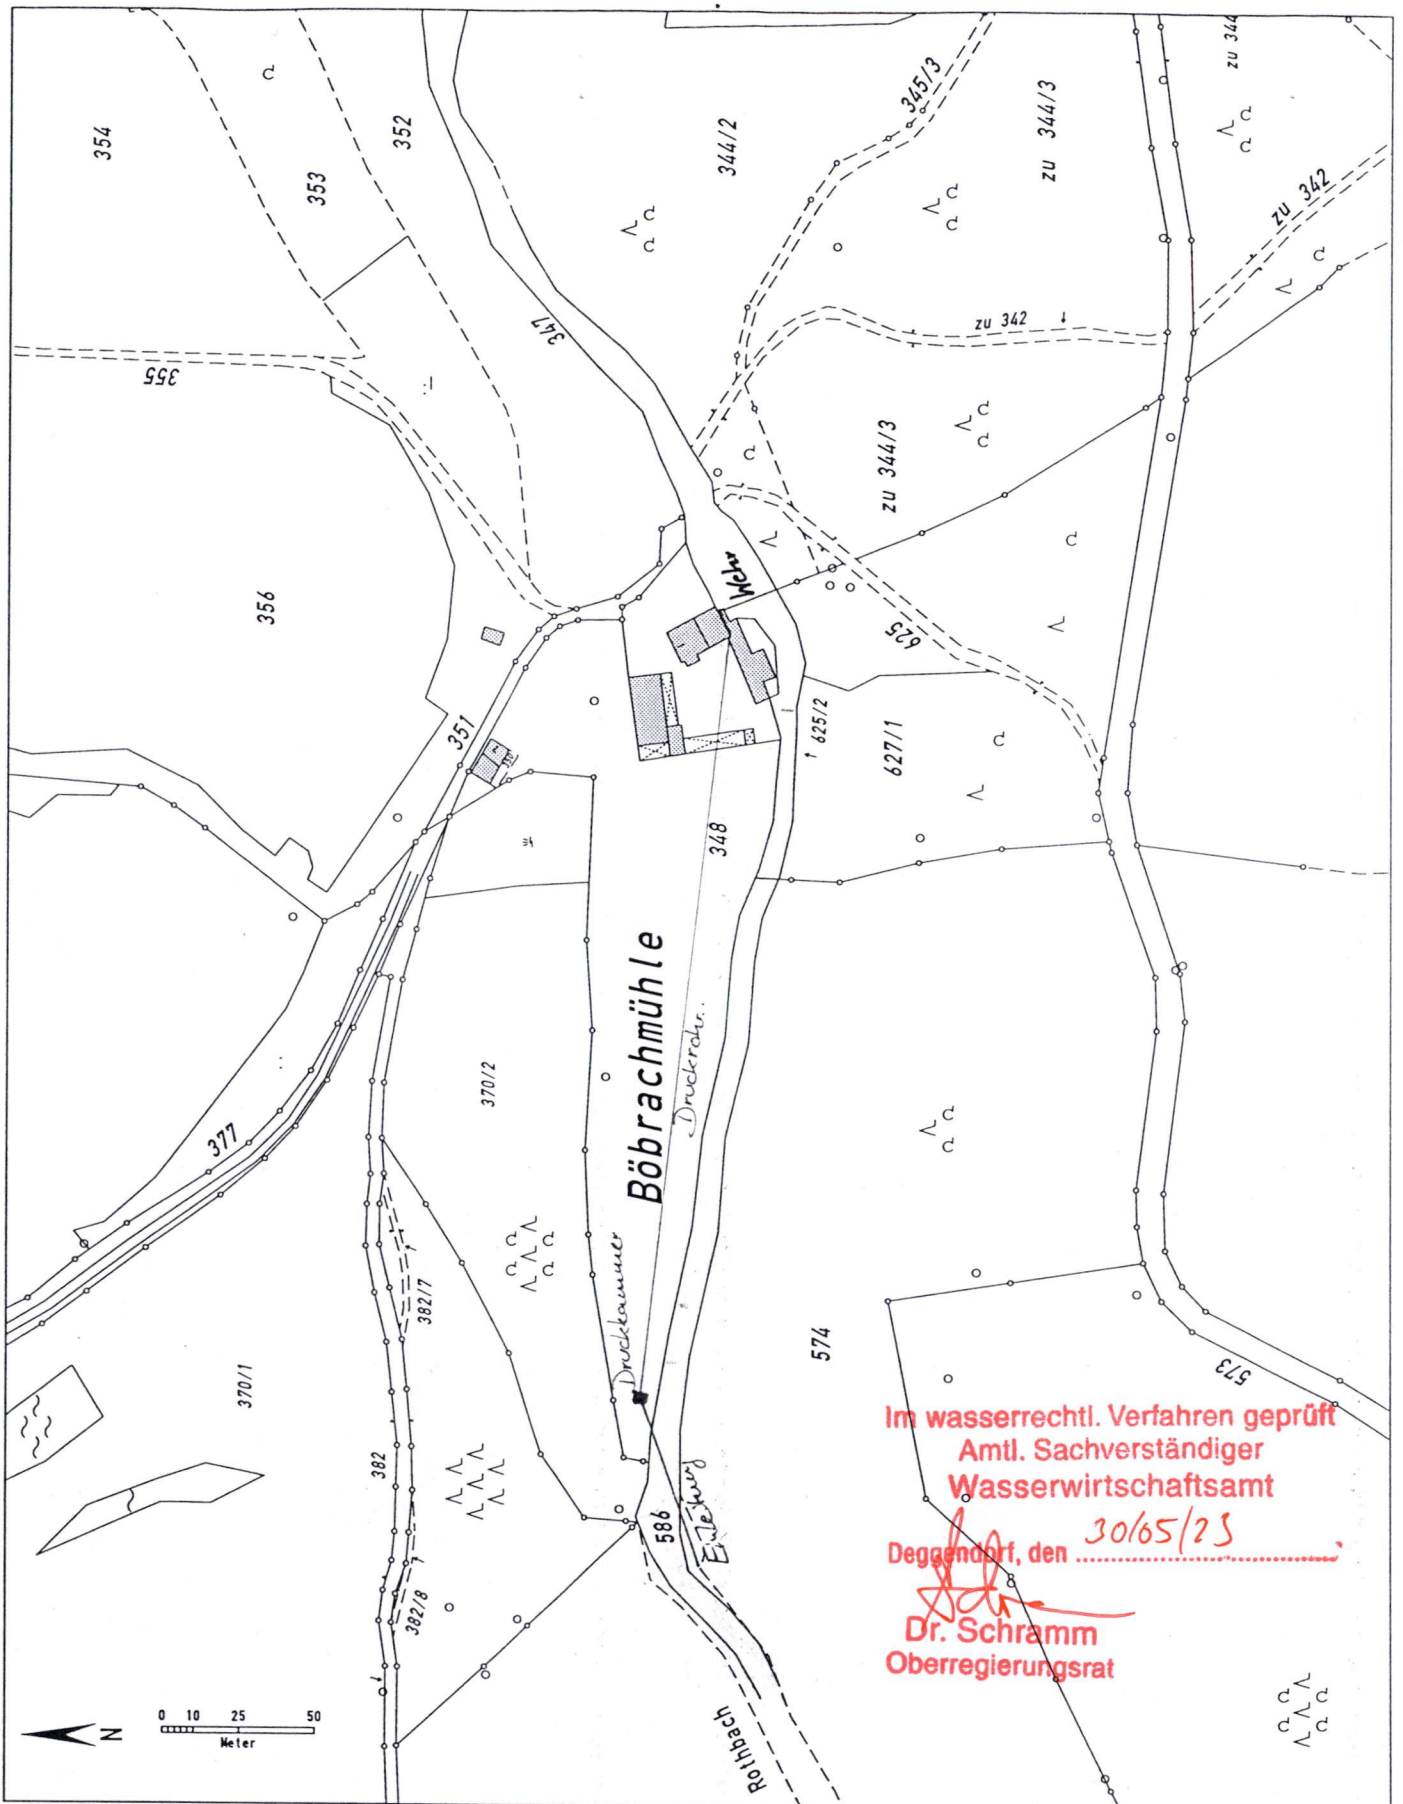 354
353
352
344/2
345/3
zu 344/3
zu 344
zu 342
347
zu 342
355
zu 344/3
356
Wehr
625
351
625/2
627/1
348
Böbrachmühle
Druckrohr..
370/2
377
Druckkammer
382/7
370/1
574
573
382
586
382/8
Rothbach
N
0 10 25 50
Meter
Im wasserrechtl. Verfahren geprüft
Amtl. Sachverständiger
Wasserwirtschaftsamt
Deggendorf, den 30/05/23
Dr. Schramm
Oberregierungsrat